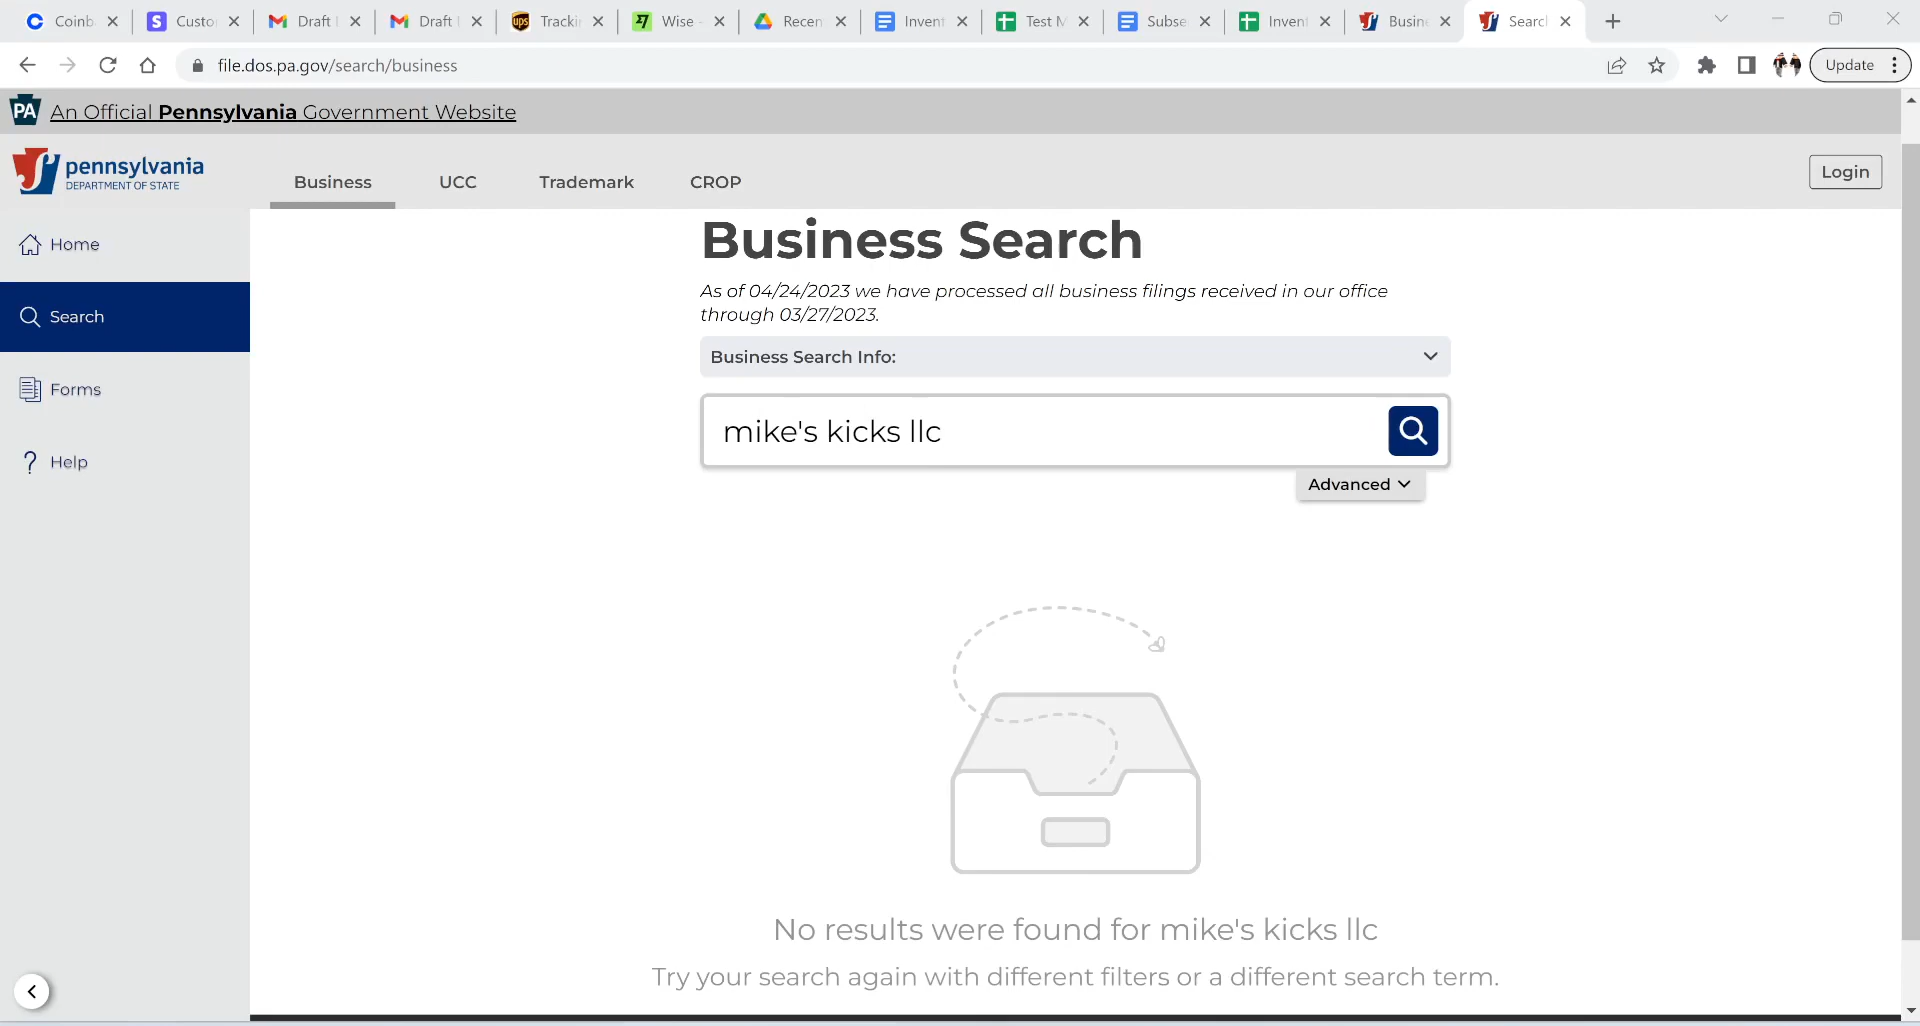 Coinb
Custo
Draft
Draft
Tracki
Wise -
Recen
Invent
Test M
Subse
Invent
Busin
Search
file.dos.pa.gov/search/business
Update
PA An Official Pennsylvania Government Website
pennsylvania
DEPARTMENT OF STATE
Business
UCC
Trademark
CROP
Login
Home
Search
Forms
Help
Business Search
As of 04/24/2023 we have processed all business filings received in our office
through 03/27/2023.
Business Search Info:
mike's kicks llc
Advanced
No results were found for mike's kicks llc
Try your search again with different filters or a different search term.